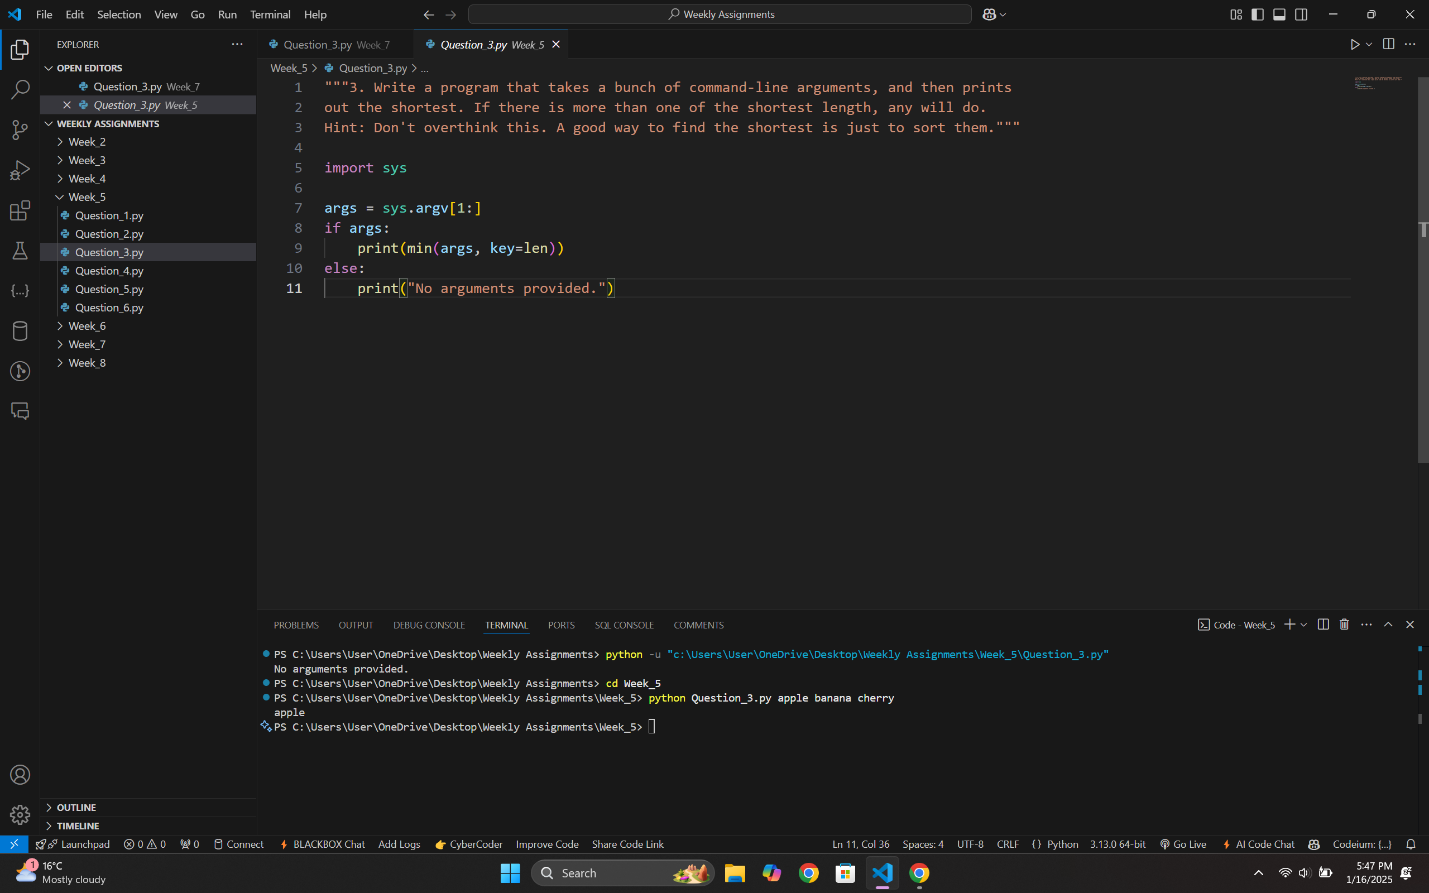 File Edit Selection View Go Run Terminal Help
Weekly Assignments
EXPLORER
OPEN EDITORS
Question_3.py Week_7
Question_3.py Week_5
WEEKLY ASSIGNMENTS
Week_2
Week_3
Week_4
Week_5
Question_1.py
Question_2.py
Question_3.py
Question_4.py
Question_5.py
Question_6.py
Week_6
Week_7
Week_8
OUTLINE
TIMELINE
Question_3.py Week_7
Question_3.py Week_5
Week_5 > Question_3.py > ...
1 """3. Write a program that takes a bunch of command-line arguments, and then prints
2 out the shortest. If there is more than one of the shortest length, any will do.
3 Hint: Don't overthink this. A good way to find the shortest is just to sort them."""
4
5 import sys
6
7 args = sys.argv[1:]
8 if args:
9 print(min(args, key=len))
10 else:
11 print("No arguments provided.")
PROBLEMS OUTPUT DEBUG CONSOLE TERMINAL PORTS SQL CONSOLE COMMENTS
Code - Week_5
PS C:\Users\User\OneDrive\Desktop\Weekly Assignments> python -u "c:\Users\User\OneDrive\Desktop\Weekly Assignments\Week_5\Question_3.py"
No arguments provided.
PS C:\Users\User\OneDrive\Desktop\Weekly Assignments> cd Week_5
PS C:\Users\User\OneDrive\Desktop\Weekly Assignments\Week_5> python Question_3.py apple banana cherry
apple
PS C:\Users\User\OneDrive\Desktop\Weekly Assignments\Week_5>
Launchpad 0 0 0 Connect BLACKBOX Chat Add Logs CyberCoder Improve Code Share Code Link Ln 11, Col 36 Spaces: 4 UTF-8 CRLF {} Python 3.13.0 64-bit Go Live AI Code Chat Codeium: {...}
1
16°C
Mostly cloudy
Search
5:47 PM
1/16/2025